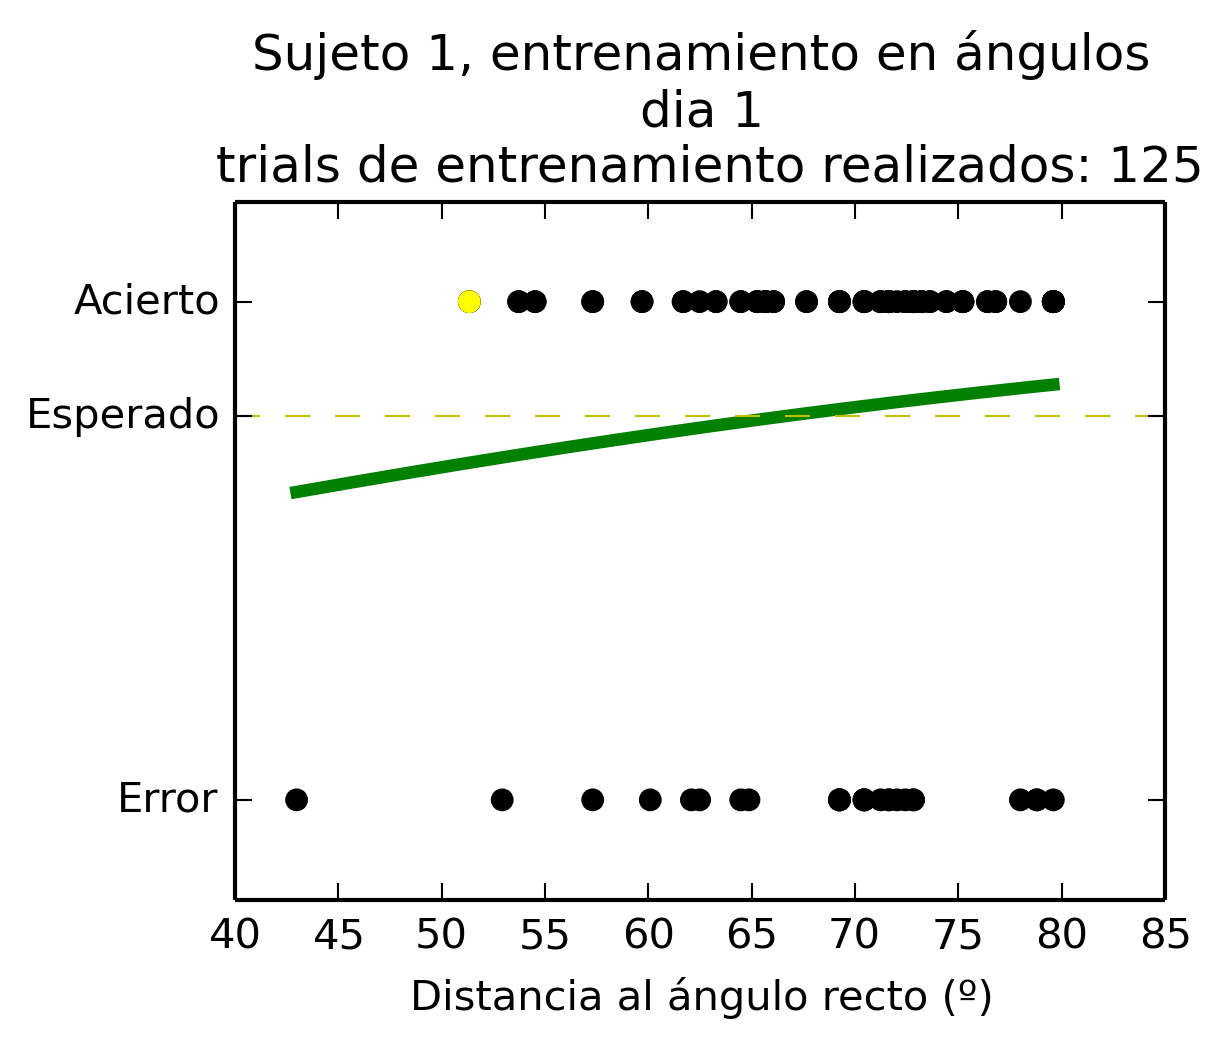 Sujeto 1, entrenamiento en ángulos
dia 1
trials de entrenamiento realizados: 125
Acierto
Esperado
Error
40 45 50 55 60 65 70 75 80 85
Distancia al ángulo recto (º)